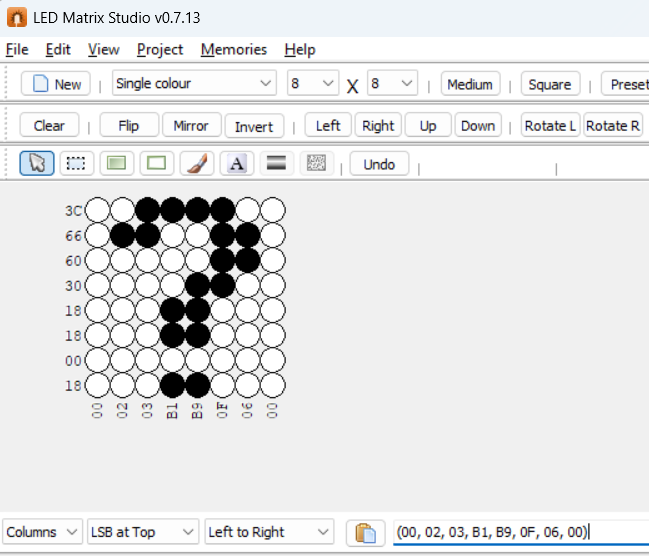 LED Matrix Studio v0.7.13
File Edit View Project Memories Help
New | Single colour 8 X 8 | Medium | Square | Preset
Clear | Flip Mirror Invert | Left Right Up Down | Rotate L Rotate R
A | Undo | |
3C
66
60
30
18
18
00
18
00 02 03 B1 B9 0F 06 00
Columns LSB at Top Left to Right (00, 02, 03, B1, B9, 0F, 06, 00)